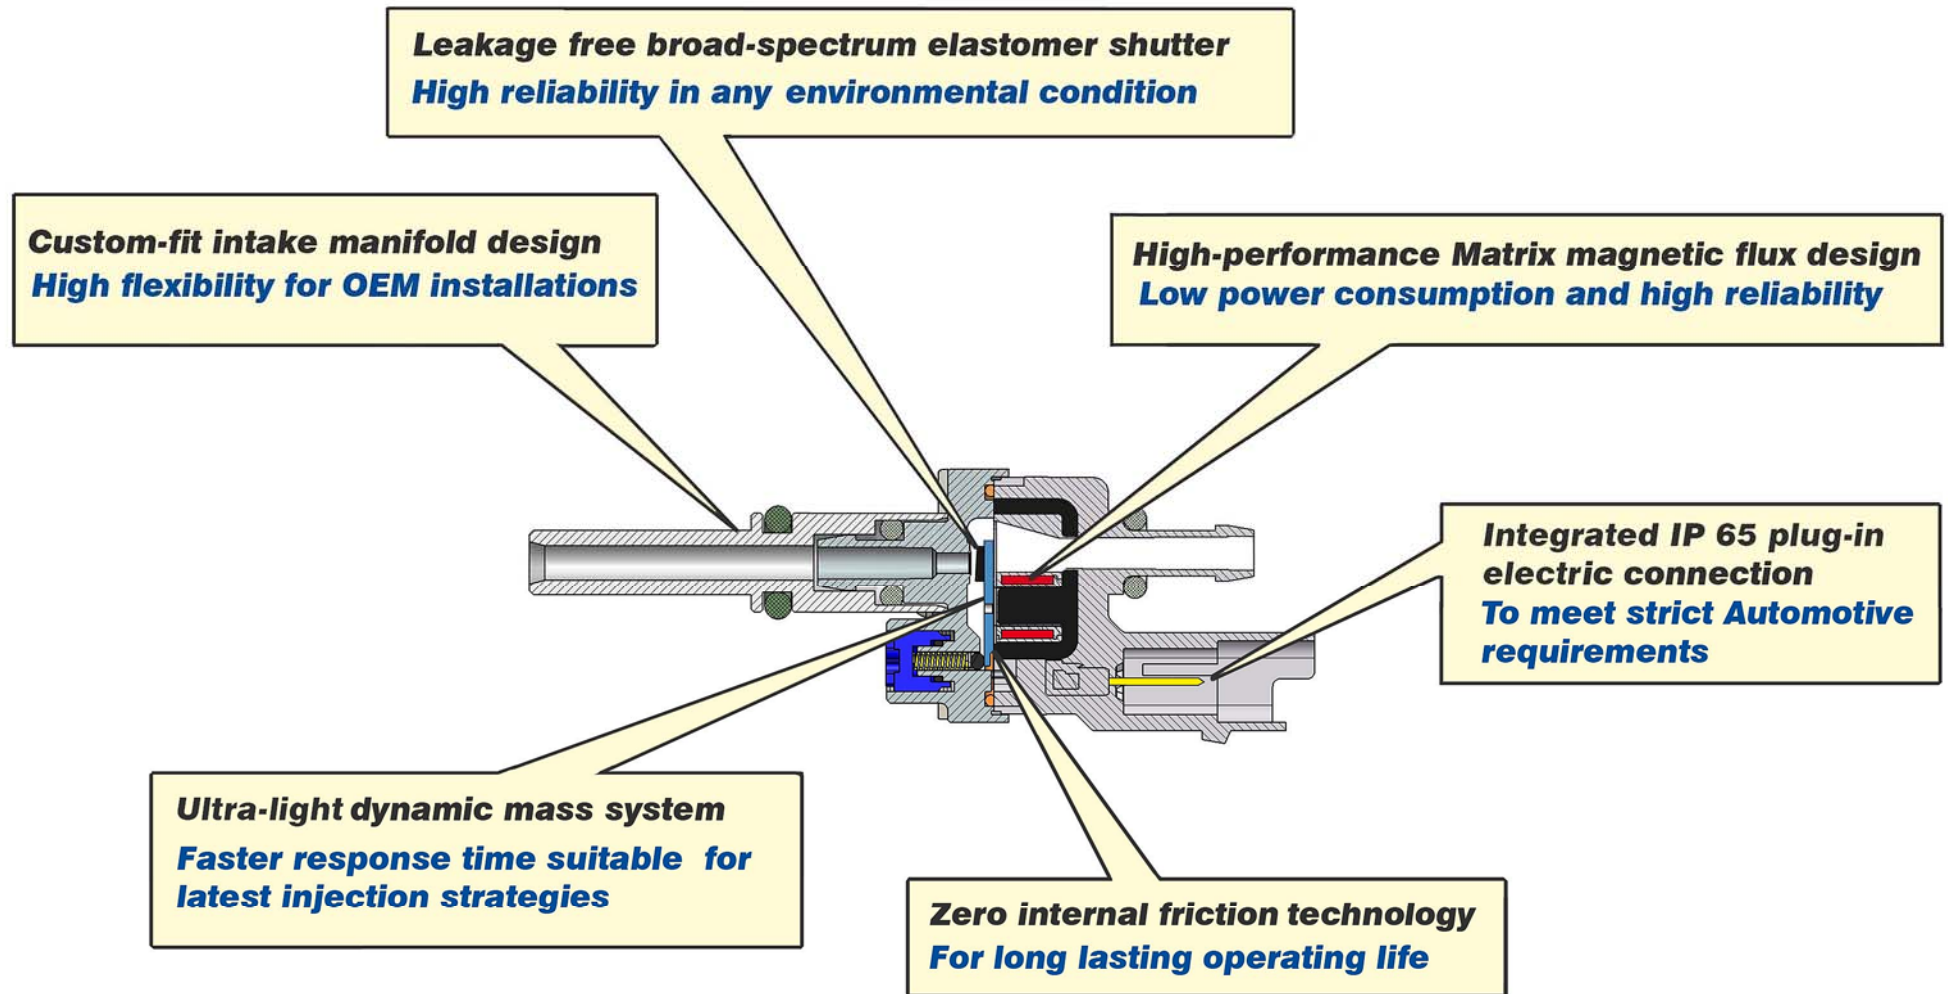 Leakage free broad-spectrum elastomer shutter
High reliability in any environmental condition
Custom-fit intake manifold design
High flexibility for OEM installations
High-performance Matrix magnetic flux design
Low power consumption and high reliability
Integrated IP 65 plug-in
electric connection
To meet strict Automotive
requirements
Ultra-light dynamic mass system
Faster response time suitable for
latest injection strategies
Zero internal friction technology
For long lasting operating life